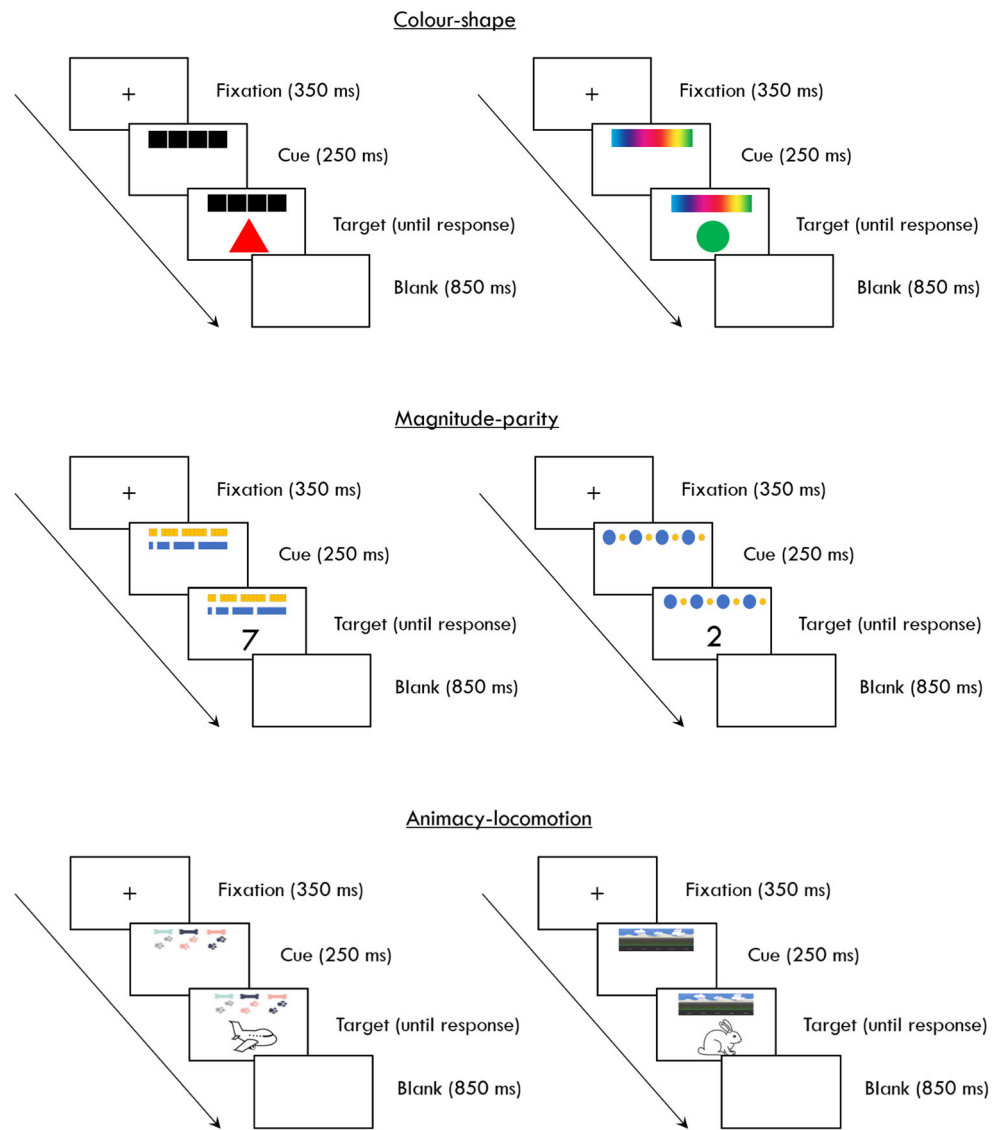 Colour-shape
+
Fixation (350 ms)
Cue (250 ms)
Target (until response)
Blank (850 ms)
+
Fixation (350 ms)
Cue (250 ms)
Target (until response)
Blank (850 ms)
Magnitude-parity
+
Fixation (350 ms)
Cue (250 ms)
Target (until response)
7
Blank (850 ms)
+
Fixation (350 ms)
Cue (250 ms)
Target (until response)
2
Blank (850 ms)
Animacy-locomotion
+
Fixation (350 ms)
Cue (250 ms)
Target (until response)
Blank (850 ms)
+
Fixation (350 ms)
Cue (250 ms)
Target (until response)
Blank (850 ms)